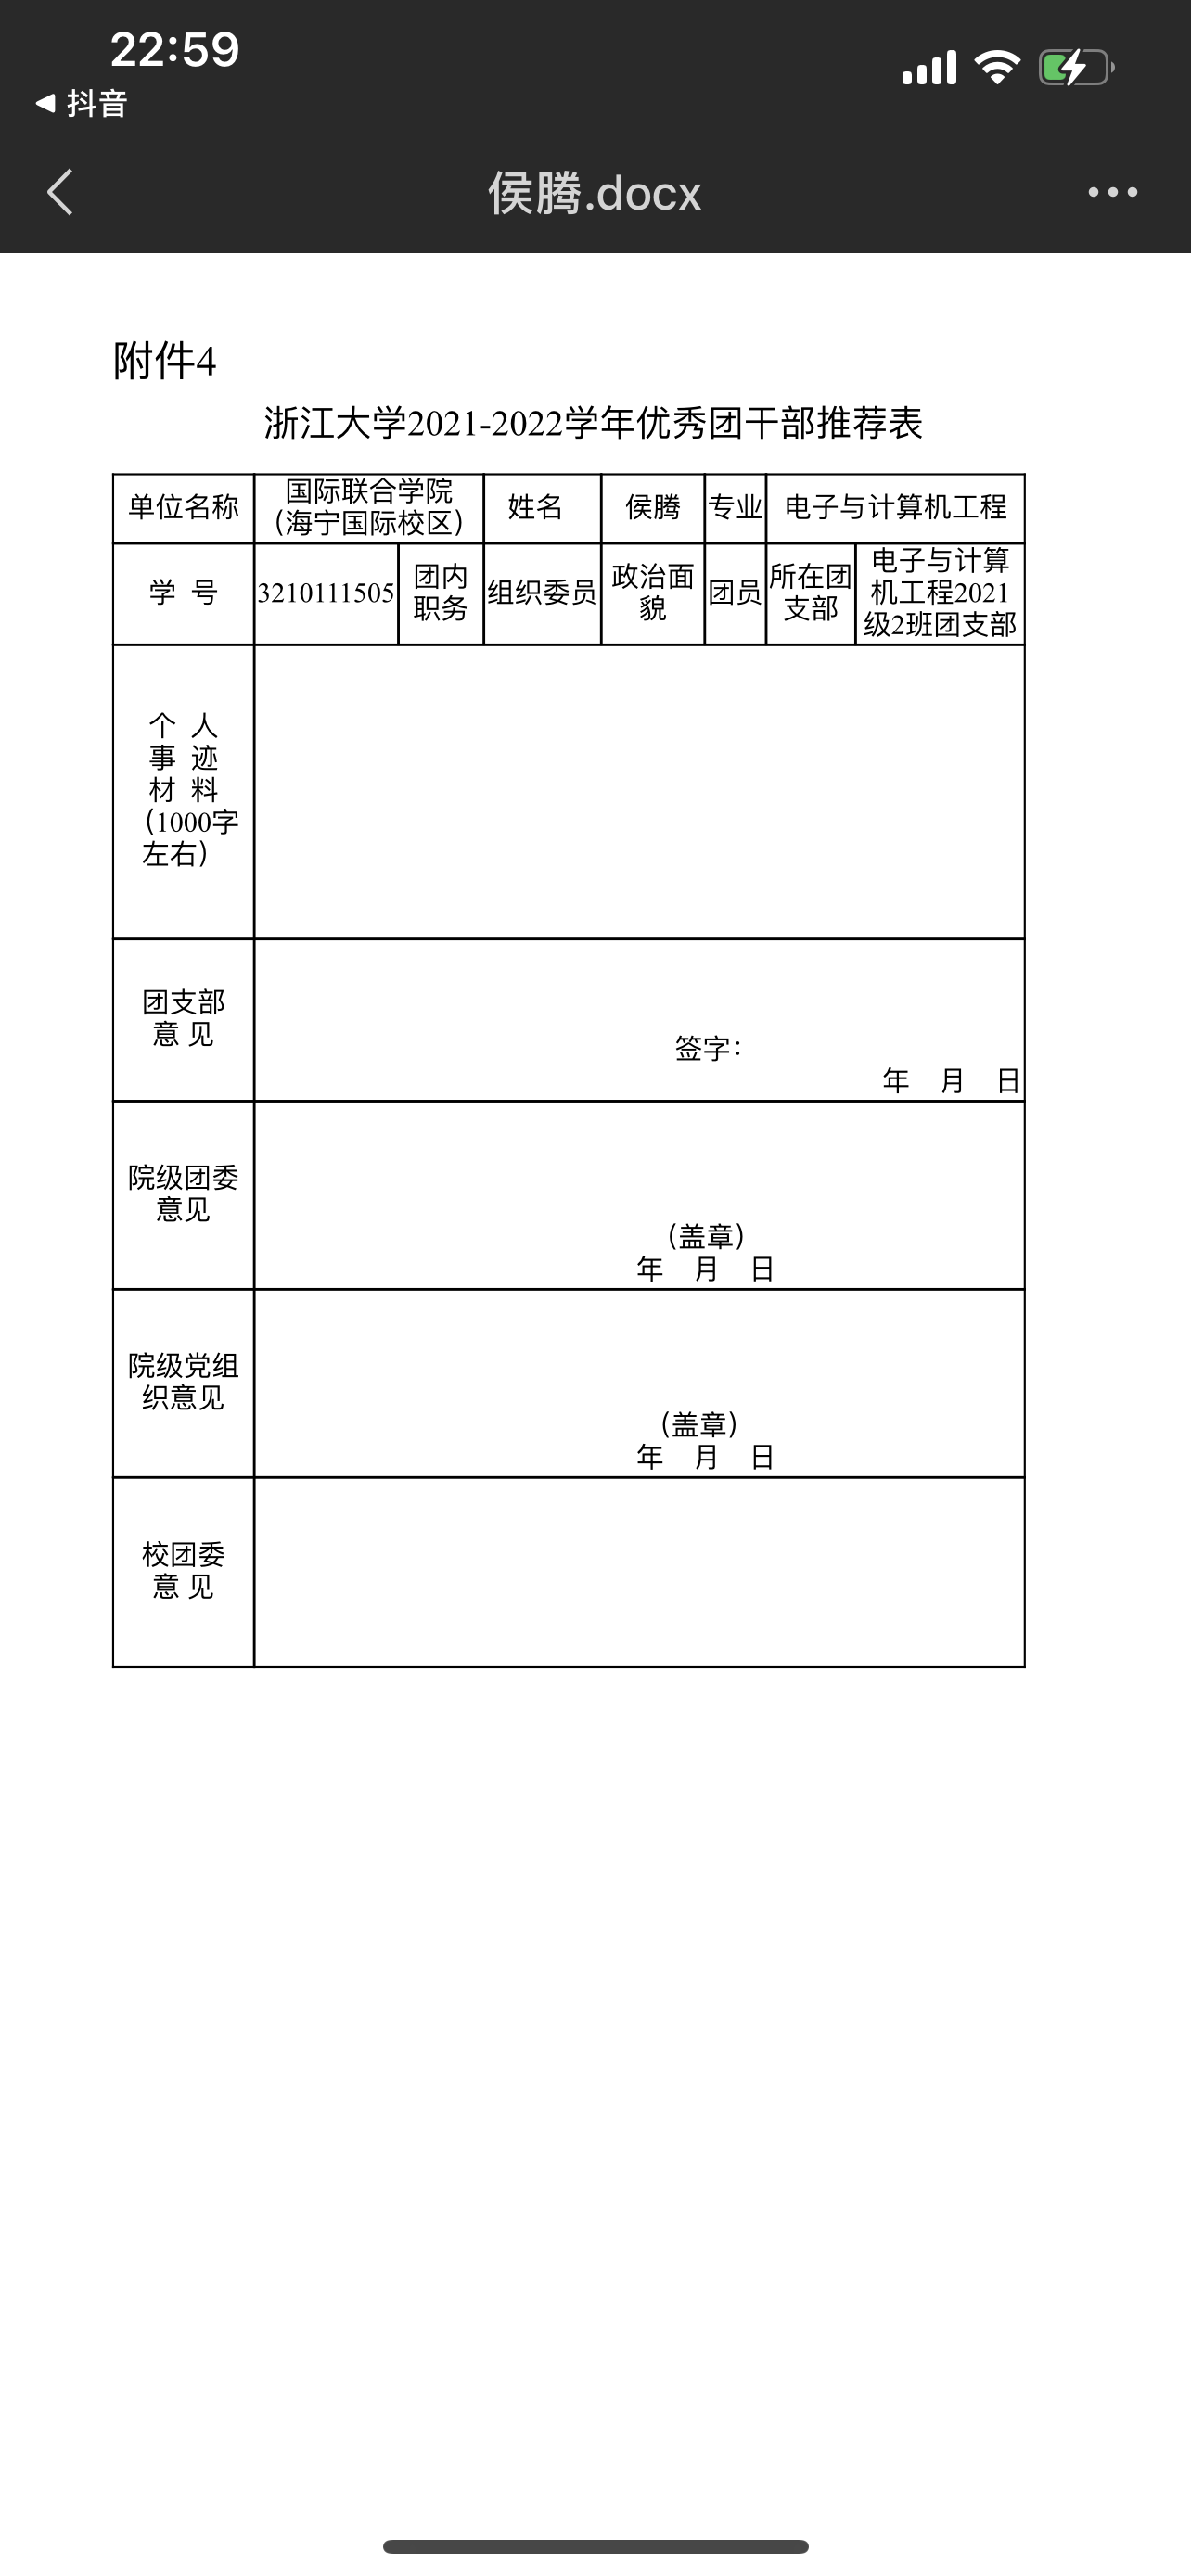 22:59
抖音
侯腾.docx
附件4
浙江大学2021-2022学年优秀团干部推荐表
单位名称
国际联合学院
（海宁国际校区）
姓名
侯腾
专业
电子与计算机工程
学 号
3210111505
团内
职务
组织委员
政治面
貌
团员
所在团
支部
电子与计算
机工程2021
级2班团支部
个 人
事 迹
材 料
（1000字
左右）
团支部
意 见
签字：
年 月 日
院级团委
意见
（盖章）
年 月 日
院级党组
织意见
（盖章）
年 月 日
校团委
意 见